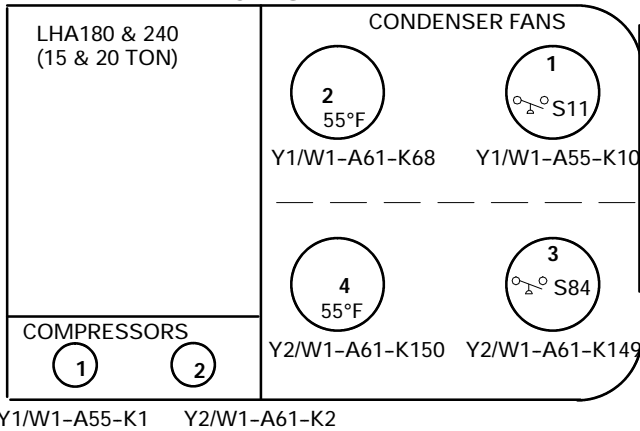 LHA180 & 240
(15 & 20 TON)
CONDENSER FANS
2
55°F
1
S11
Y1/W1-A61-K68
Y1/W1-A55-K10
4
55°F
3
S84
Y2/W1-A61-K150
Y2/W1-A61-K149
COMPRESSORS
1
2
Y1/W1-A55-K1
Y2/W1-A61-K2